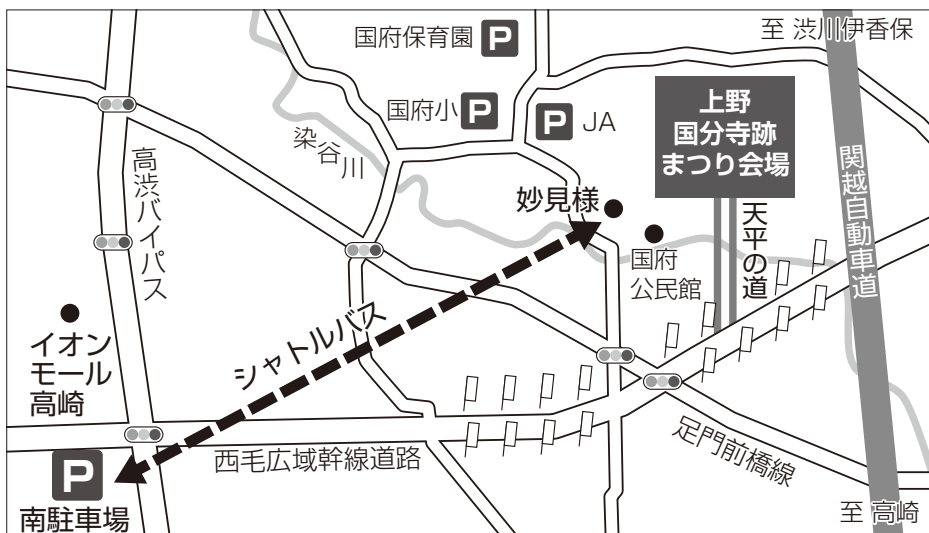 国府保育園 P
至 渋川伊香保
国府小 P
P JA
上野
国分寺跡
まつり会場
染谷川
高渋バイパス
関越自動車道
妙見様
天平の道
国府
公民館
イオン
モール
高崎
シャトルバス
西毛広域幹線道路
足門前橋線
P
南駐車場
至 高崎